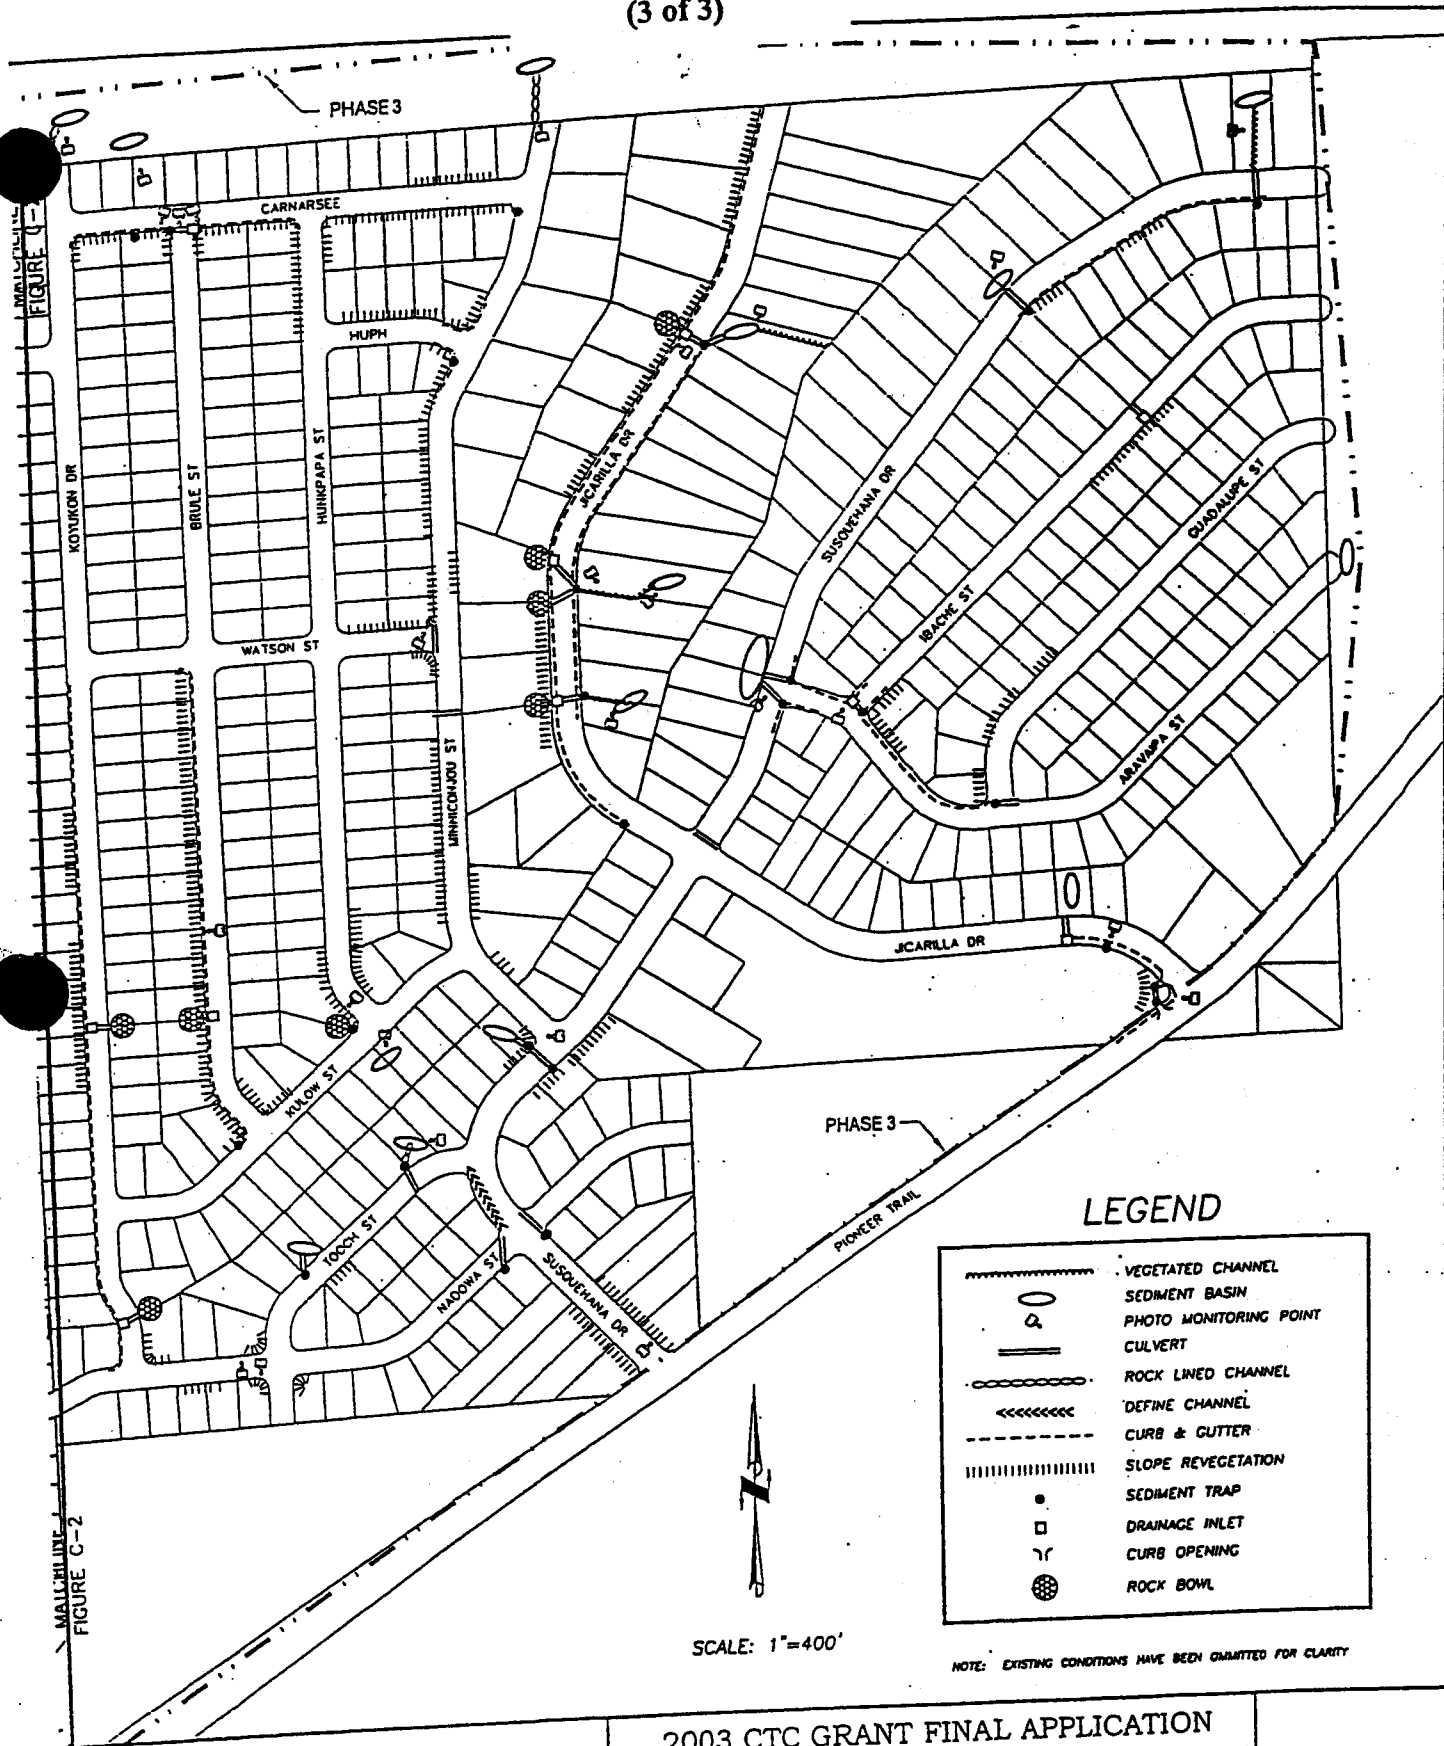 (3 of 3)
PHASE 3
CARNARSEE
FIGURE
HUPH
KOYUKON DR
BRULE ST
HUNKPAPA ST
JICARILLA DR
SUSQUEHANA DR
GUADALUPE ST
IBACHE ST
WATSON ST
MINNICONJOU ST
ARAVAIPA ST
JICARILLA DR
KULOW ST
PHASE 3
TOCCH ST
NADOWA ST
SUSQUEHANA DR
PIONEER TRAIL
LEGEND
VEGETATED CHANNEL
SEDIMENT BASIN
PHOTO MONITORING POINT
CULVERT
ROCK LINED CHANNEL
DEFINE CHANNEL
CURB & GUTTER
SLOPE REVEGETATION
SEDIMENT TRAP
DRAINAGE INLET
CURB OPENING
ROCK BOWL
MATCHLINE
FIGURE C-2
SCALE: 1"=400'
NOTE: EXISTING CONDITIONS HAVE BEEN OMMITTED FOR CLARITY
2003 CTC GRANT FINAL APPLICATION